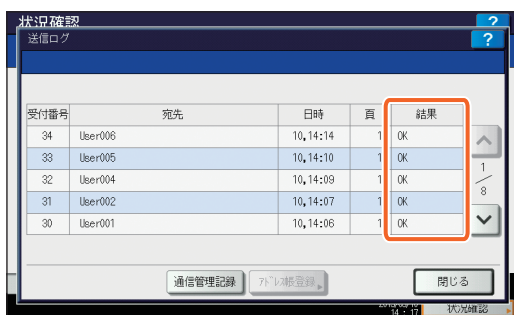 状況確認
?
送信ログ
?
受付番号 宛先 日時 頁 結果
34 User006 10,14:14 1 OK
33 User005 10,14:10 1 OK
32 User004 10,14:09 1 OK
31 User002 10,14:07 1 OK
30 User001 10,14:06 1 OK
1
8
通信管理記録 ｱﾄﾞﾚｽ帳登録 閉じる
14:17 状況確認